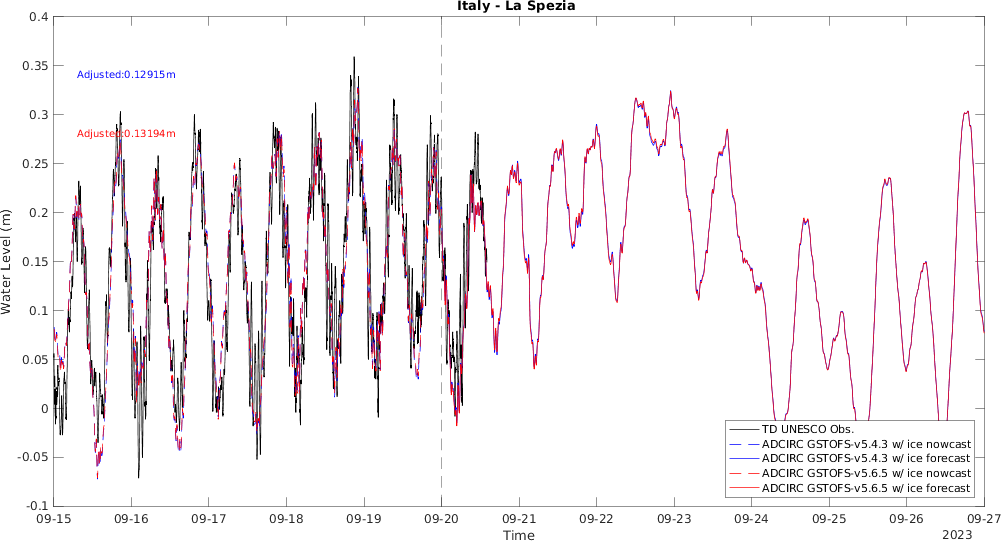 Italy - La Spezia
0.4
0.35
0.3
0.25
0.2
0.15
0.1
0.05
0
-0.05
-0.1
Water Level (m)
Adjusted:0.12915m
Adjusted:0.13194m
TD UNESCO Obs.
ADCIRC GSTOFS-v5.4.3 w/ ice nowcast
ADCIRC GSTOFS-v5.4.3 w/ ice forecast
ADCIRC GSTOFS-v5.6.5 w/ ice nowcast
ADCIRC GSTOFS-v5.6.5 w/ ice forecast
09-15 09-16 09-17 09-18 09-19 09-20 09-21 09-22 09-23 09-24 09-25 09-26 09-27
Time
2023